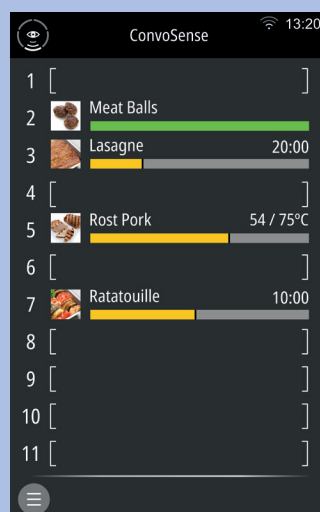 ConvoSense 13:20
1
2 Meat Balls
3 Lasagne 20:00
4
5 Rost Pork 54 / 75°C
6
7 Ratatouille 10:00
8
9
10
11